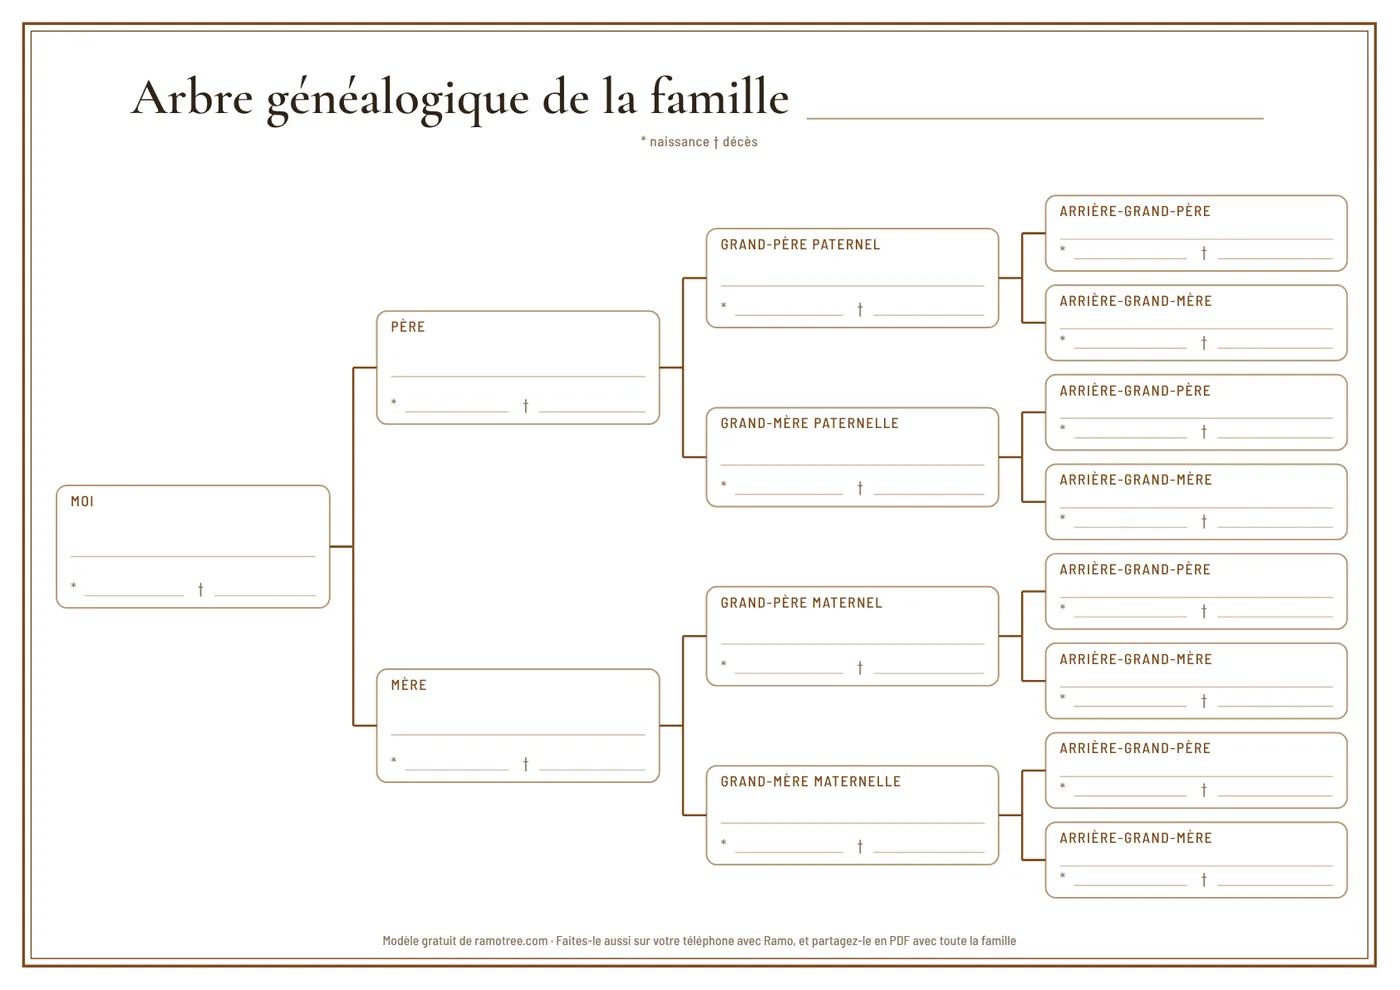 Arbre généalogique de la famille
* naissance † décès
MOI
* †
PÈRE
* †
MÈRE
* †
GRAND-PÈRE PATERNEL
* †
GRAND-MÈRE PATERNELLE
* †
GRAND-PÈRE MATERNEL
* †
GRAND-MÈRE MATERNELLE
* †
ARRIÈRE-GRAND-PÈRE
* †
ARRIÈRE-GRAND-MÈRE
* †
ARRIÈRE-GRAND-PÈRE
* †
ARRIÈRE-GRAND-MÈRE
* †
ARRIÈRE-GRAND-PÈRE
* †
ARRIÈRE-GRAND-MÈRE
* †
ARRIÈRE-GRAND-PÈRE
* †
ARRIÈRE-GRAND-MÈRE
* †
Modèle gratuit de ramotree.com · Faites-le aussi sur votre téléphone avec Ramo, et partagez-le en PDF avec toute la famille